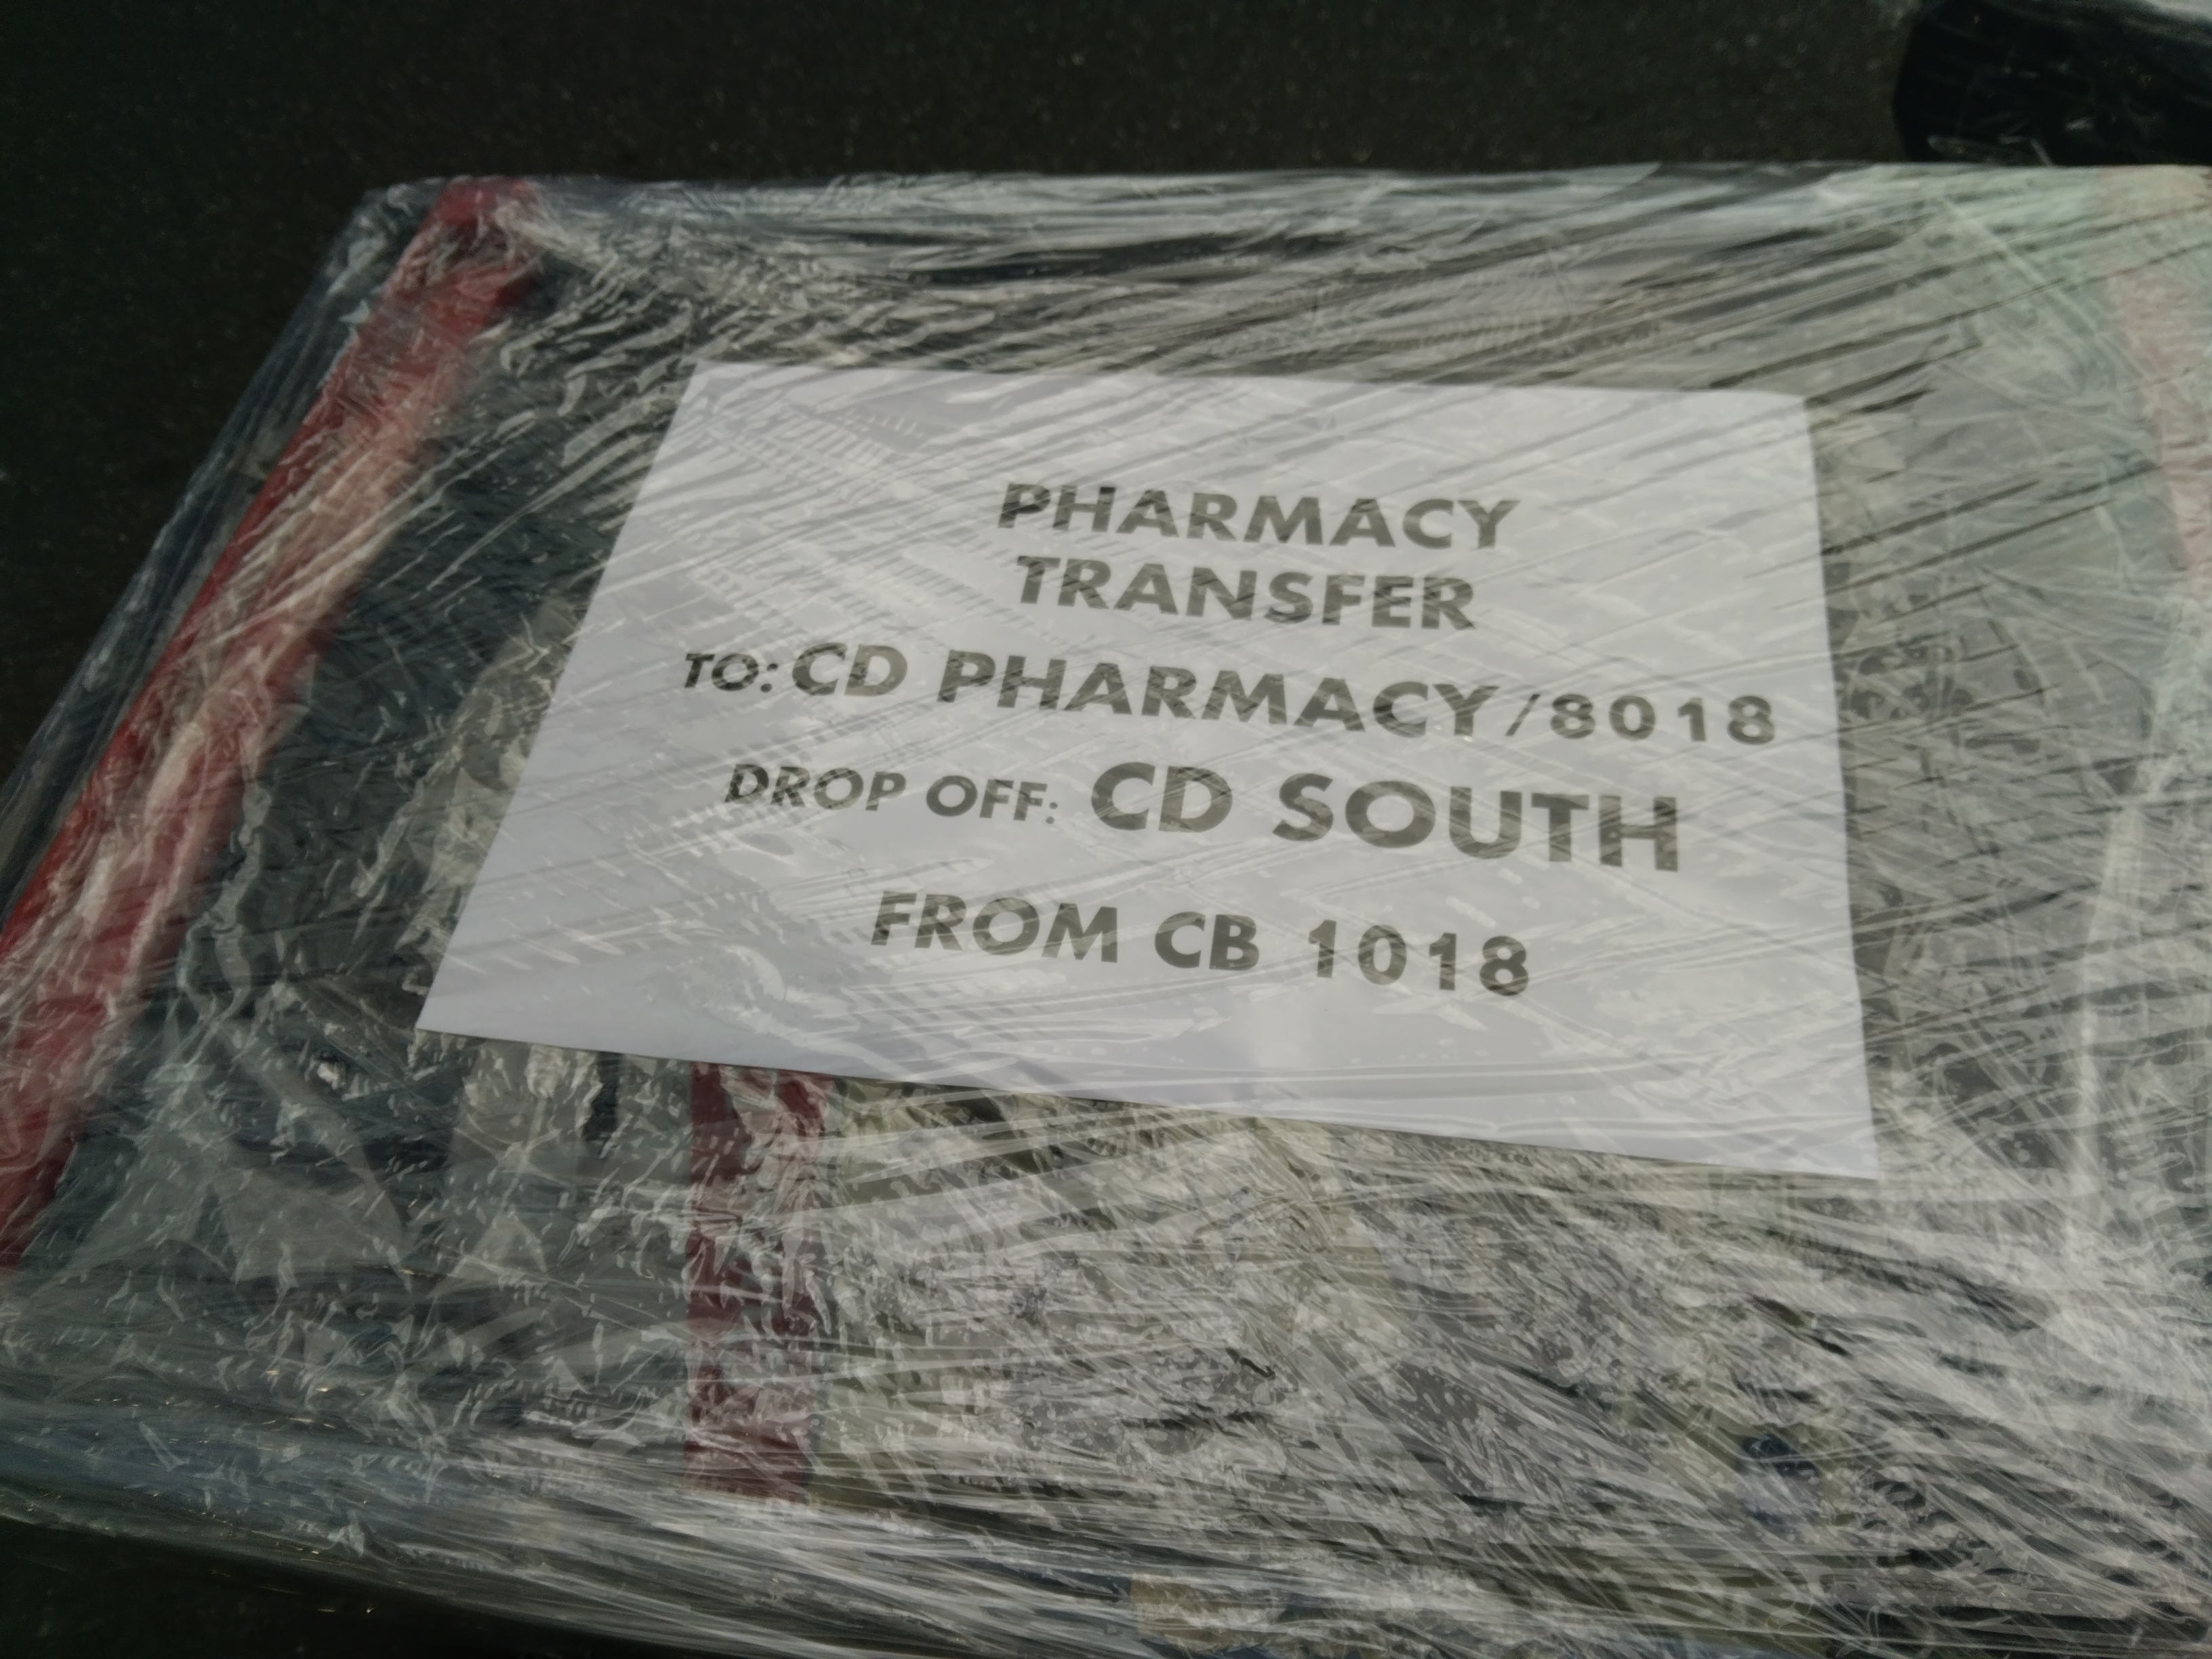 PHARMACY
TRANSFER
TO: CD PHARMACY/8018
DROP OFF: CD SOUTH
FROM CB 1018